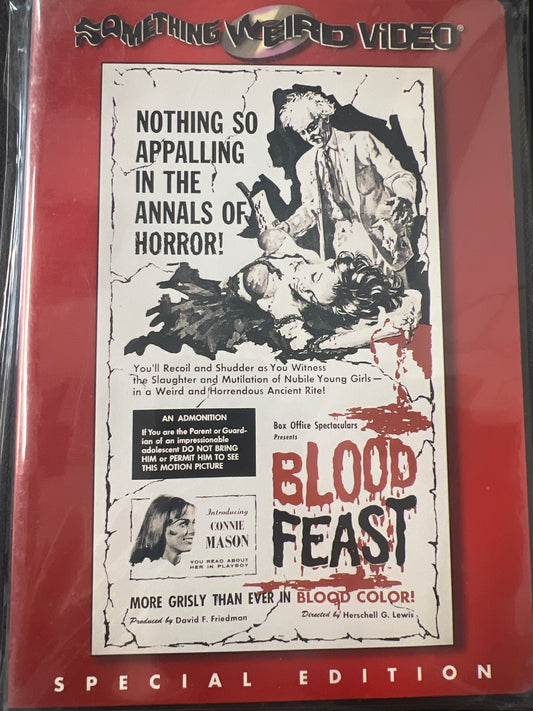 SOMETHING WEIRD VIDEO®
NOTHING SO
APPALLING
IN THE
ANNALS OF
HORROR!
You'll Recoil and Shudder as You Witness
the Slaughter and Mutilation of Nubile Young Girls—
in a Weird and Horrendous Ancient Rite!
AN ADMONITION
If You are the Parent or Guard-
ian of an impressionable
adolescent DO NOT BRING
HIM or PERMIT HIM TO SEE
THIS MOTION PICTURE
Box Office Spectaculars
Presents
BLOOD
FEAST
Introducing
CONNIE
MASON
YOU READ ABOUT
HER IN PLAYBOY
MORE GRISLY THAN EVER IN BLOOD COLOR!
Produced by David F. Friedman
Directed by Herschell G. Lewis
SPECIAL EDITION